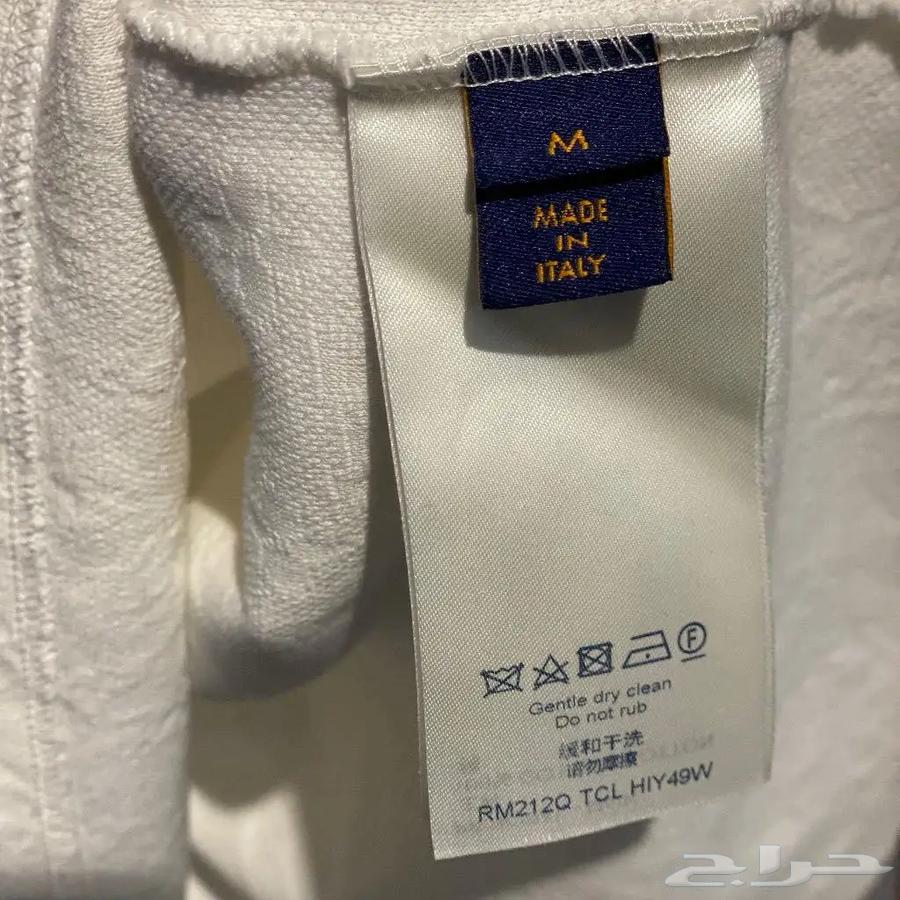 M
MADE
IN
ITALY
F
Gentle dry clean
Do not rub
缓和干洗
请勿摩擦
RM212Q TCL HIY49W
حراج